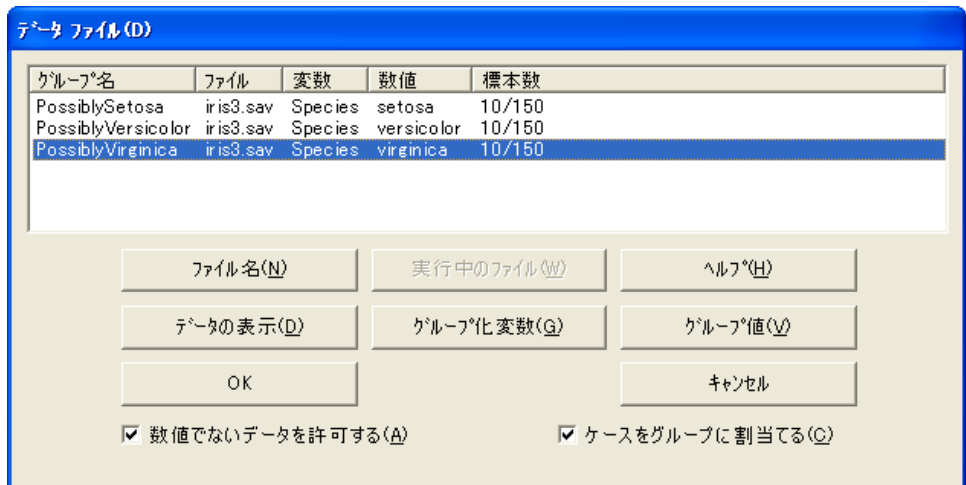 ﾃﾞｰﾀ ﾌｧｲﾙ(D)
ｸﾞﾙｰﾌﾟ名 ﾌｧｲﾙ 変数 数値 標本数
PossiblySetosa iris3.sav Species setosa 10/150
PossiblyVersicolor iris3.sav Species versicolor 10/150
PossiblyVirginica iris3.sav Species virginica 10/150
ﾌｧｲﾙ名(N) 実行中のﾌｧｲﾙ(W) ﾍﾙﾌﾟ(H)
ﾃﾞｰﾀの表示(D) ｸﾞﾙｰﾌﾟ化変数(G) ｸﾞﾙｰﾌﾟ値(V)
OK ｷｬﾝｾﾙ
数値でないデータを許可する(A) ケースをグループに割当てる(C)